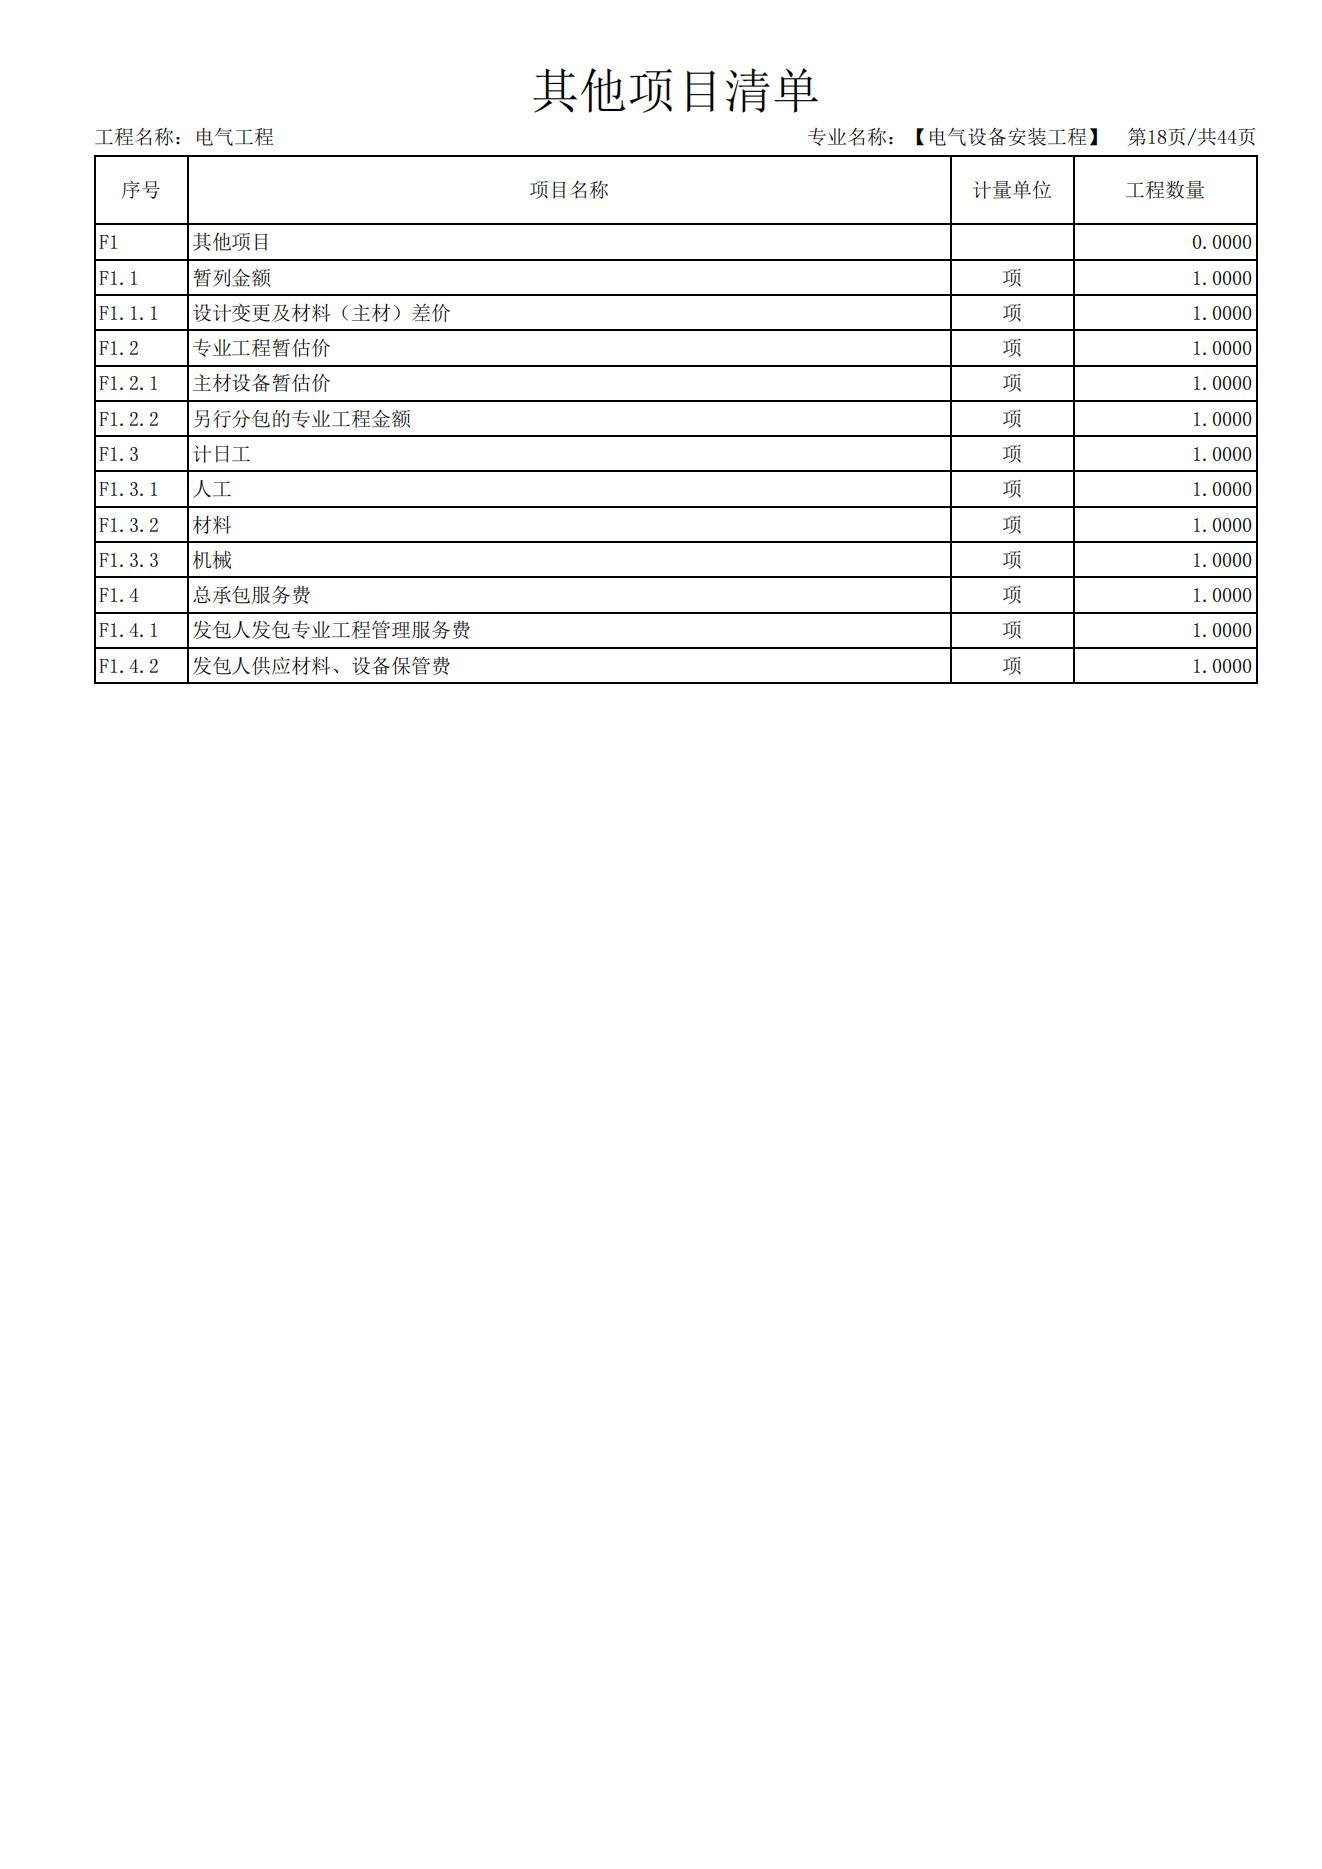 其他项目清单
工程名称：电气工程 专业名称：【电气设备安装工程】 第18页/共44页
序号 项目名称 计量单位 工程数量
F1 其他项目 0.0000
F1.1 暂列金额 项 1.0000
F1.1.1 设计变更及材料（主材）差价 项 1.0000
F1.2 专业工程暂估价 项 1.0000
F1.2.1 主材设备暂估价 项 1.0000
F1.2.2 另行分包的专业工程金额 项 1.0000
F1.3 计日工 项 1.0000
F1.3.1 人工 项 1.0000
F1.3.2 材料 项 1.0000
F1.3.3 机械 项 1.0000
F1.4 总承包服务费 项 1.0000
F1.4.1 发包人发包专业工程管理服务费 项 1.0000
F1.4.2 发包人供应材料、设备保管费 项 1.0000